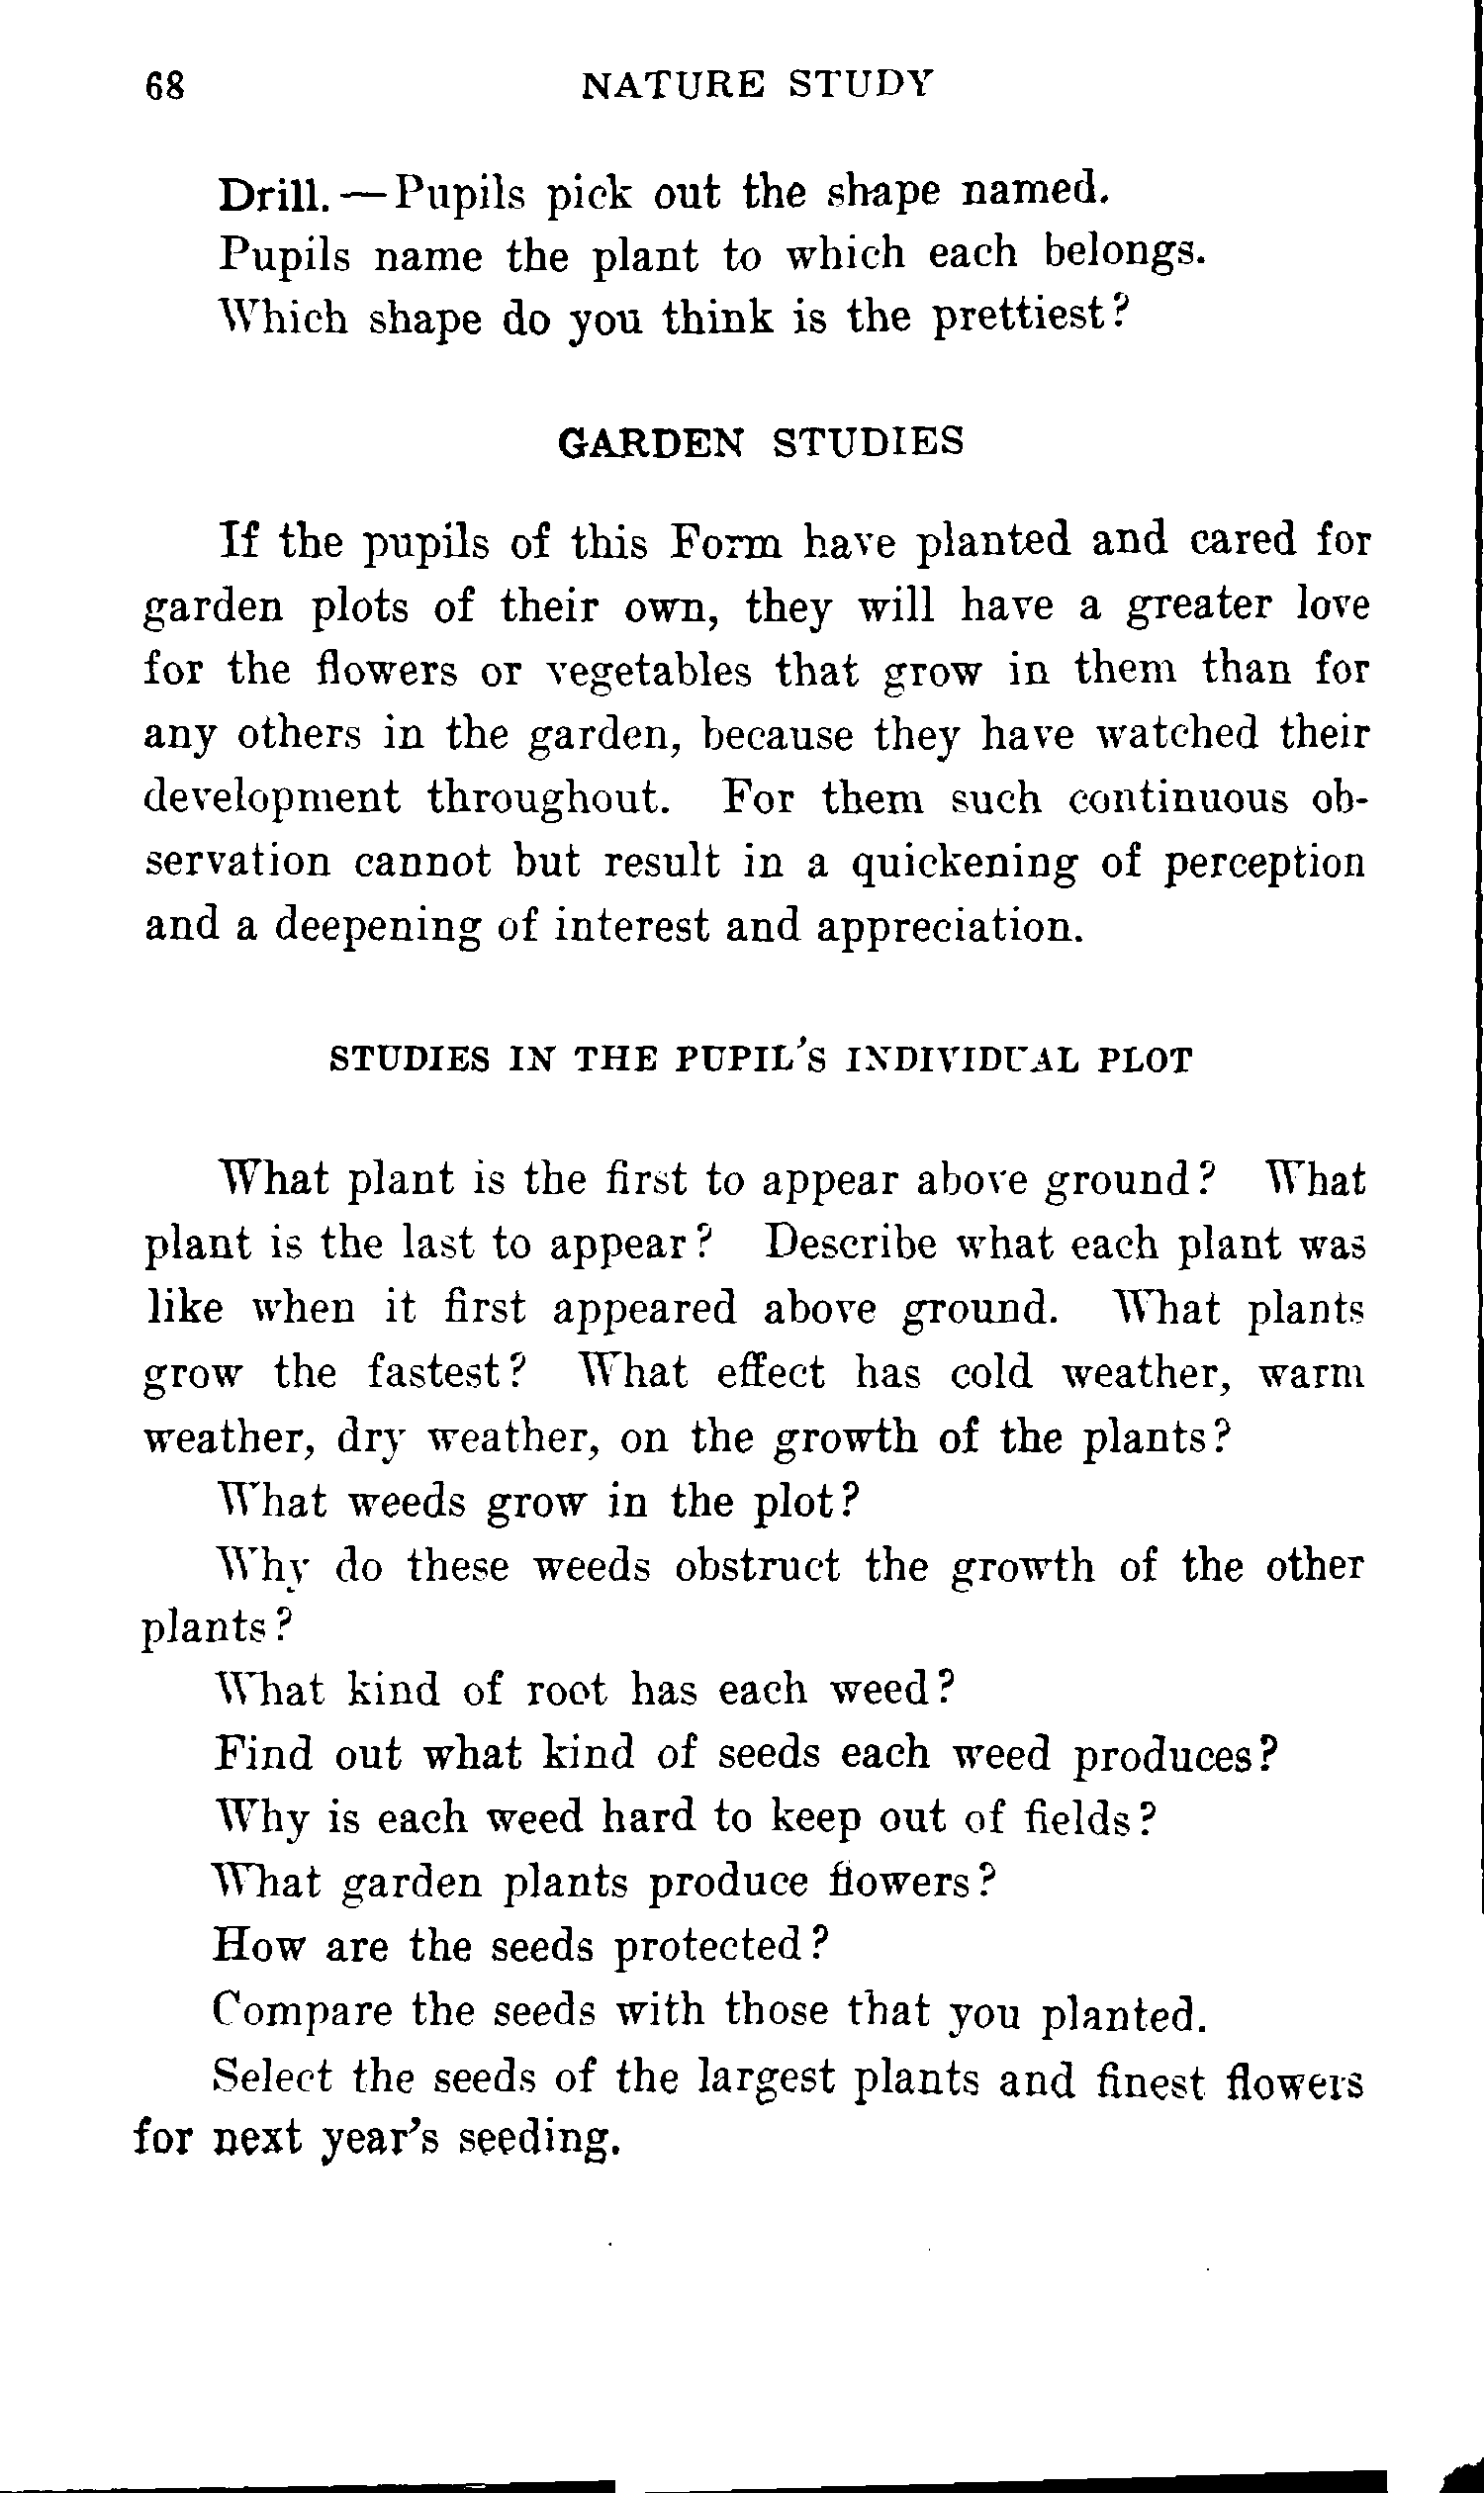 68 NATURE STUDY
Drill.—Pupils pick out the shape named.
Pupils name the plant to which each belongs.
Which shape do you think is the prettiest?
GARDEN STUDIES
If the pupils of this Form have planted and cared for
garden plots of their own, they will have a greater love
for the flowers or vegetables that grow in them than for
any others in the garden, because they have watched their
development throughout. For them such continuous ob-
servation cannot but result in a quickening of perception
and a deepening of interest and appreciation.
STUDIES IN THE PUPIL'S INDIVIDUAL PLOT
What plant is the first to appear above ground? What
plant is the last to appear? Describe what each plant was
like when it first appeared above ground. What plants
grow the fastest? What effect has cold weather, warm
weather, dry weather, on the growth of the plants?
What weeds grow in the plot?
Why do these weeds obstruct the growth of the other
plants?
What kind of root has each weed?
Find out what kind of seeds each weed produces?
Why is each weed hard to keep out of fields?
What garden plants produce flowers?
How are the seeds protected?
Compare the seeds with those that you planted.
Select the seeds of the largest plants and finest flowers
for next year's seeding.